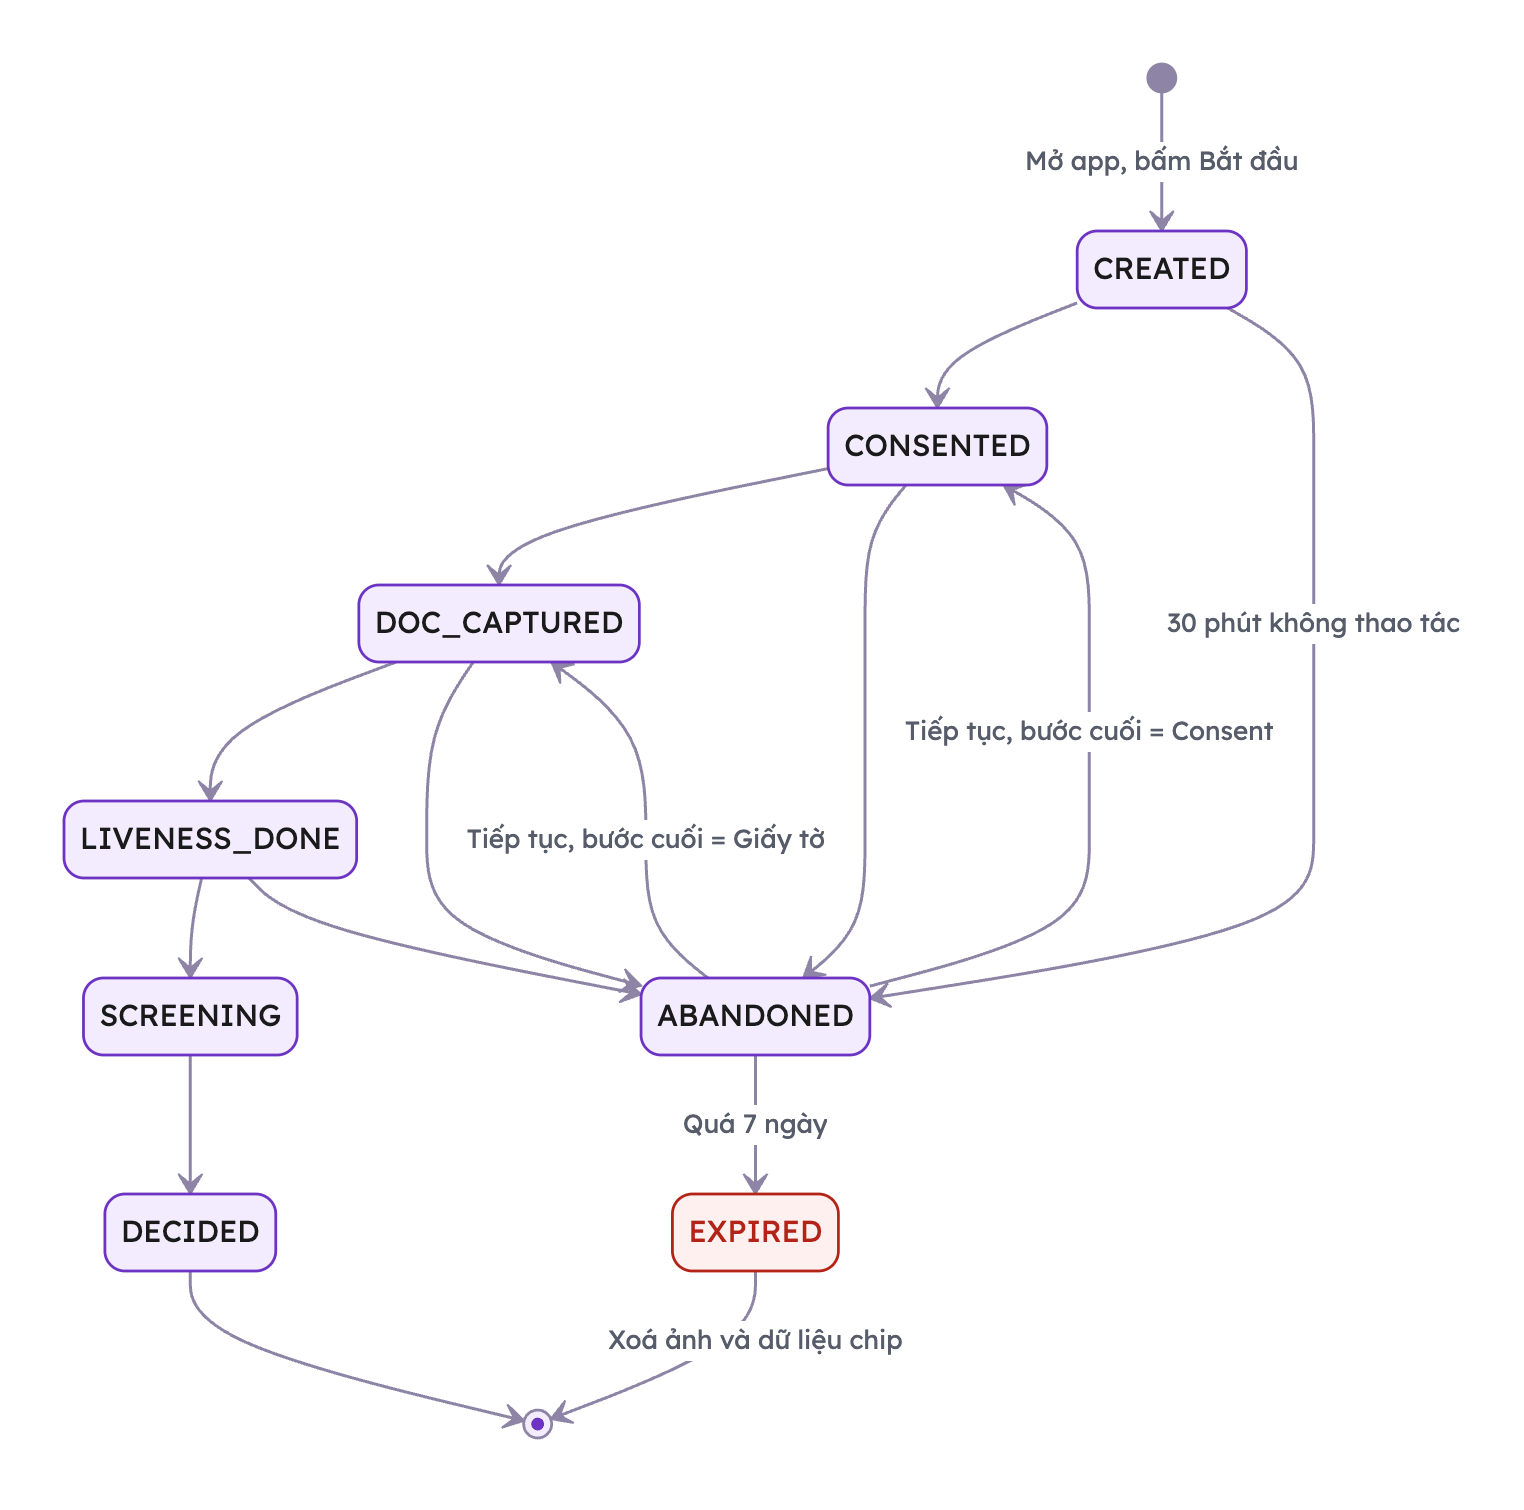 Mở app, bấm Bắt đầu
CREATED
CONSENTED
DOC_CAPTURED
30 phút không thao tác
Tiếp tục, bước cuối = Consent
LIVENESS_DONE
Tiếp tục, bước cuối = Giấy tờ
SCREENING
ABANDONED
Quá 7 ngày
DECIDED
EXPIRED
Xoá ảnh và dữ liệu chip